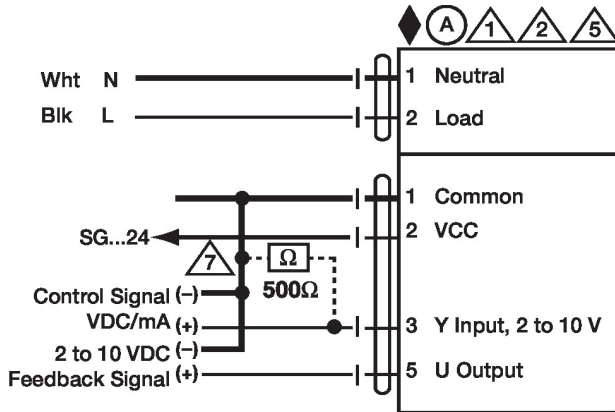 A 1 2 5
Wht N 1 Neutral
Blk L 2 Load
1 Common
SG...24 2 VCC
7 Ω
500Ω
Control Signal (-)
VDC/mA (+) 3 Y Input, 2 to 10 V
2 to 10 VDC (-)
Feedback Signal (+) 5 U Output